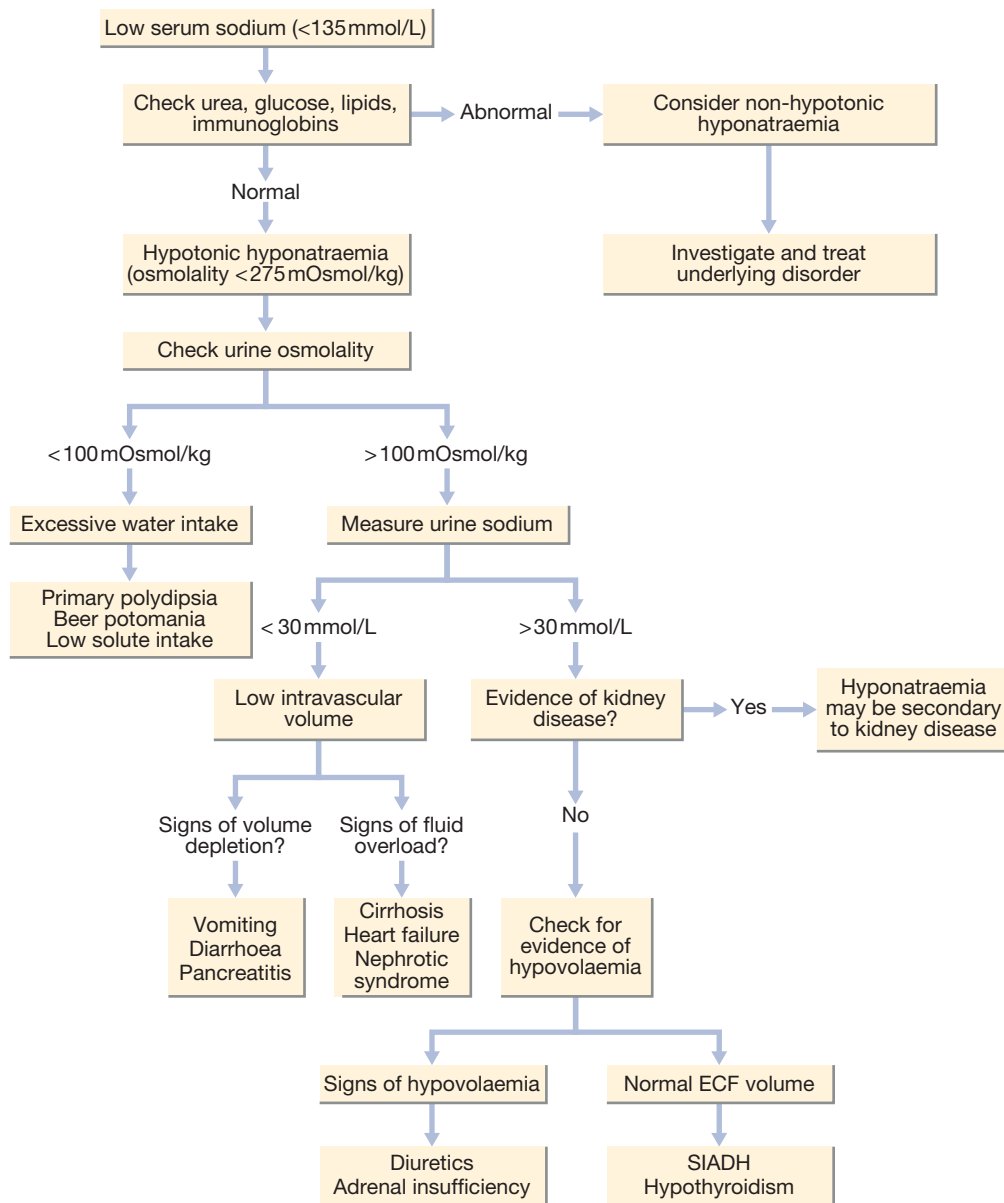 Low serum sodium (<135 mmol/L)
Check urea, glucose, lipids,
immunoglobins
Abnormal
Consider non-hypotonic
hyponatraemia
Normal
Hypotonic hyponatraemia
(osmolality <275 mOsmol/kg)
Investigate and treat
underlying disorder
Check urine osmolality
<100 mOsmol/kg
>100 mOsmol/kg
Excessive water intake
Measure urine sodium
Primary polydipsia
Beer potomania
Low solute intake
<30 mmol/L
>30 mmol/L
Low intravascular
volume
Evidence of kidney
disease?
Yes
Hyponatraemia
may be secondary
to kidney disease
Signs of volume
depletion?
Signs of fluid
overload?
No
Vomiting
Diarrhoea
Pancreatitis
Cirrhosis
Heart failure
Nephrotic
syndrome
Check for
evidence of
hypovolaemia
Signs of hypovolaemia
Normal ECF volume
Diuretics
Adrenal insufficiency
SIADH
Hypothyroidism